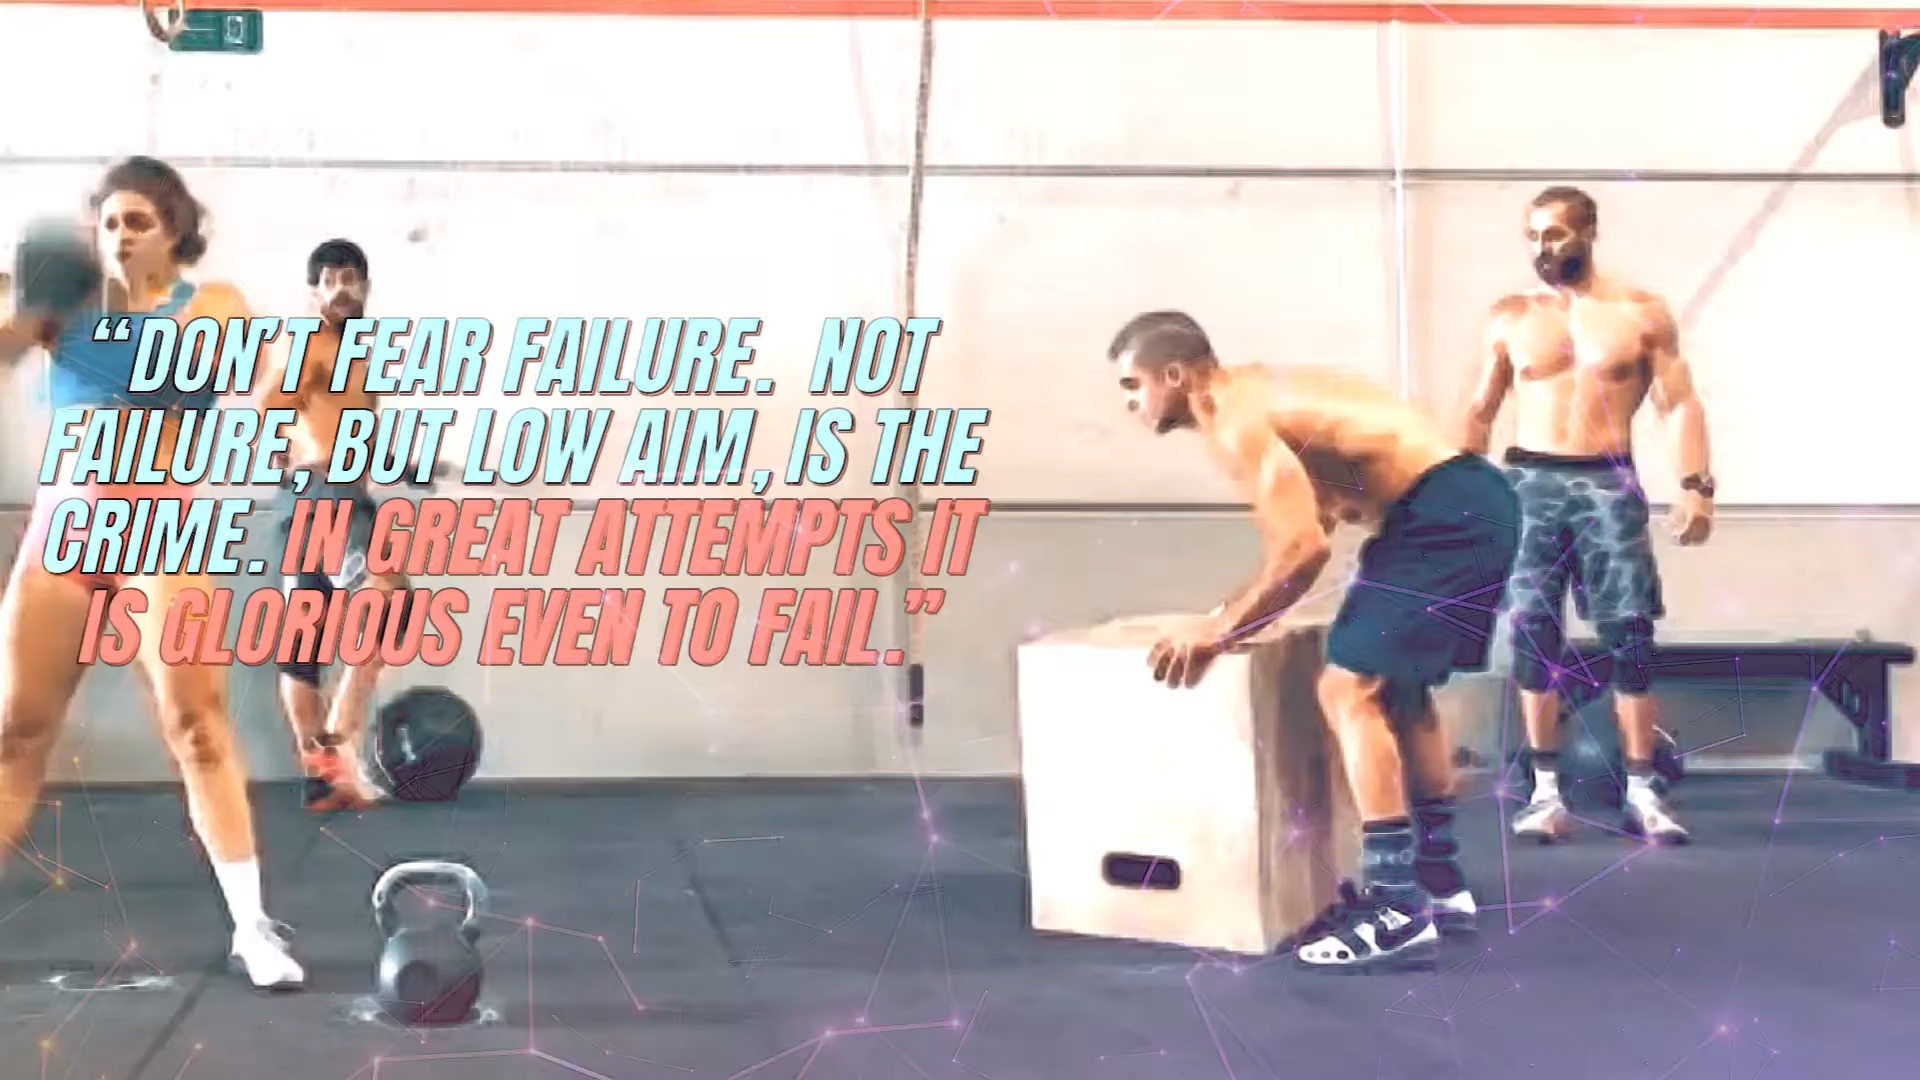 “DON’T FEAR FAILURE. NOT
FAILURE, BUT LOW AIM, IS THE
CRIME. IN GREAT ATTEMPTS IT
IS GLORIOUS EVEN TO FAIL.”